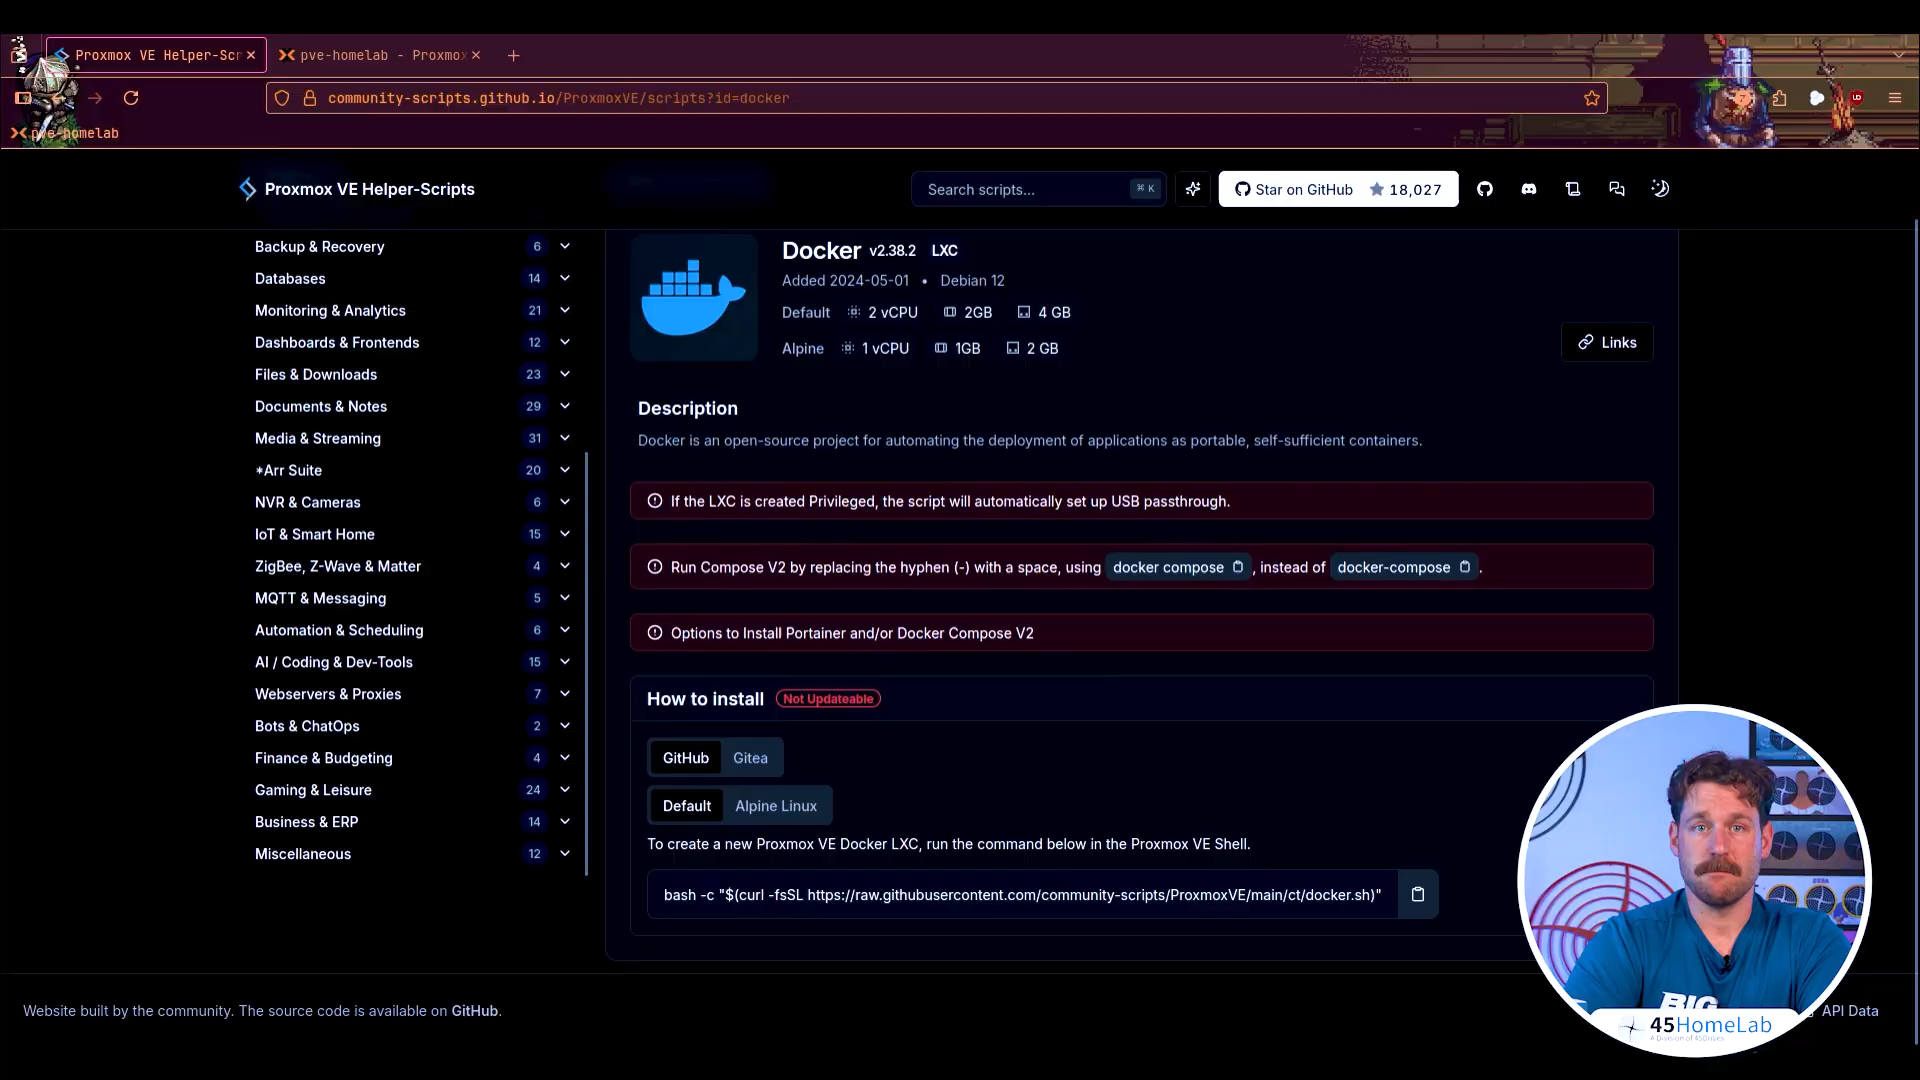 Proxmox VE Helper-Scr
pve-homelab - Proxmo
community-scripts.github.io/ProxmoxVE/scripts?id=docker
pve-homelab
Proxmox VE Helper-Scripts
Search scripts...
⌘ K
Star on GitHub
18,027
Backup & Recovery 6
Databases 14
Monitoring & Analytics 21
Dashboards & Frontends 12
Files & Downloads 23
Documents & Notes 29
Media & Streaming 31
*Arr Suite 20
NVR & Cameras 6
IoT & Smart Home 15
ZigBee, Z-Wave & Matter 4
MQTT & Messaging 5
Automation & Scheduling 6
AI / Coding & Dev-Tools 15
Webservers & Proxies 7
Bots & ChatOps 2
Finance & Budgeting 4
Gaming & Leisure 24
Business & ERP 14
Miscellaneous 12
Docker v2.38.2 LXC
Added 2024-05-01 • Debian 12
Default 2 vCPU 2GB 4 GB
Alpine 1 vCPU 1GB 2 GB
Links
Description
Docker is an open-source project for automating the deployment of applications as portable, self-sufficient containers.
If the LXC is created Privileged, the script will automatically set up USB passthrough.
Run Compose V2 by replacing the hyphen (-) with a space, using docker compose , instead of docker-compose .
Options to Install Portainer and/or Docker Compose V2
How to install Not Updateable
GitHub Gitea
Default Alpine Linux
To create a new Proxmox VE Docker LXC, run the command below in the Proxmox VE Shell.
bash -c "$(curl -fsSL https://raw.githubusercontent.com/community-scripts/ProxmoxVE/main/ct/docker.sh)"
Website built by the community. The source code is available on GitHub.
API Data
BIG
45HomeLab
A Division of 45Drives